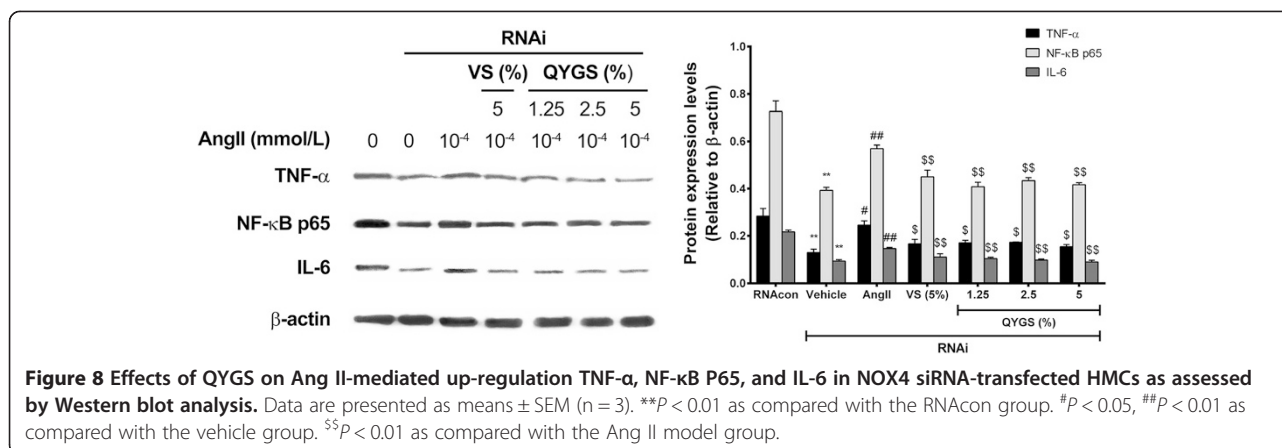 RNAi
VS (%) QYGS (%)
5 1.25 2.5 5
AngII (mmol/L) 0 0 10-4 10-4 10-4 10-4 10-4
TNF-α
NF-κB p65
IL-6
β-actin
TNF-α
NF-κB p65
IL-6
Protein expression levels
(Relative to β-actin)
1.0
0.8
0.6
0.4
0.2
0.0
** ** **
# ## ##
$ $$ $$
$ $$ $$
$ $$ $$
$ $$ $$
RNAcon Vehicle AngII VS (5%) 1.25 2.5 5
QYGS (%)
RNAi
Figure 8 Effects of QYGS on Ang II-mediated up-regulation TNF-α, NF-κB P65, and IL-6 in NOX4 siRNA-transfected HMCs as assessed
by Western blot analysis. Data are presented as means ± SEM (n = 3). **P < 0.01 as compared with the RNAcon group. #P < 0.05, ##P < 0.01 as
compared with the vehicle group. $$P < 0.01 as compared with the Ang II model group.